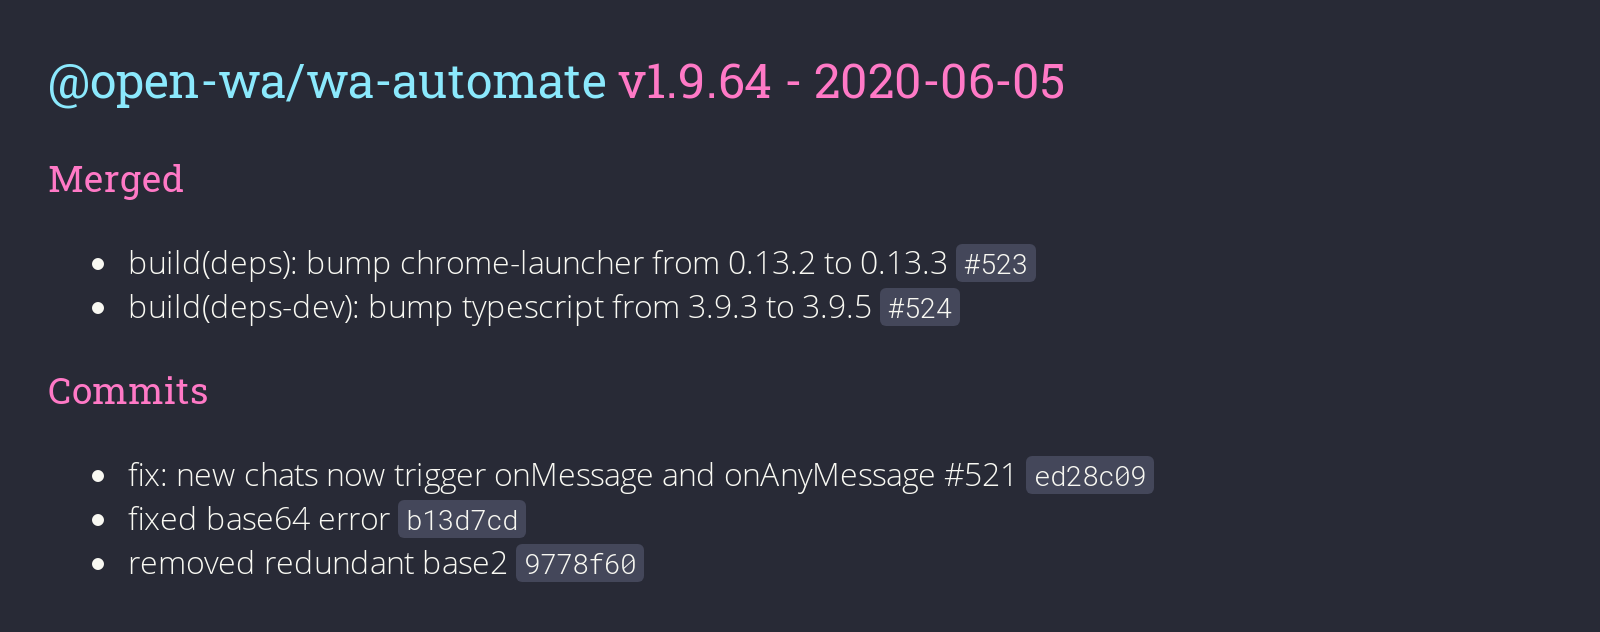 @open-wa/wa-automate v1.9.64 - 2020-06-05
Merged
build(deps): bump chrome-launcher from 0.13.2 to 0.13.3 #523
build(deps-dev): bump typescript from 3.9.3 to 3.9.5 #524
Commits
fix: new chats now trigger onMessage and onAnyMessage #521 ed28c09
fixed base64 error b13d7cd
removed redundant base2 9778f60